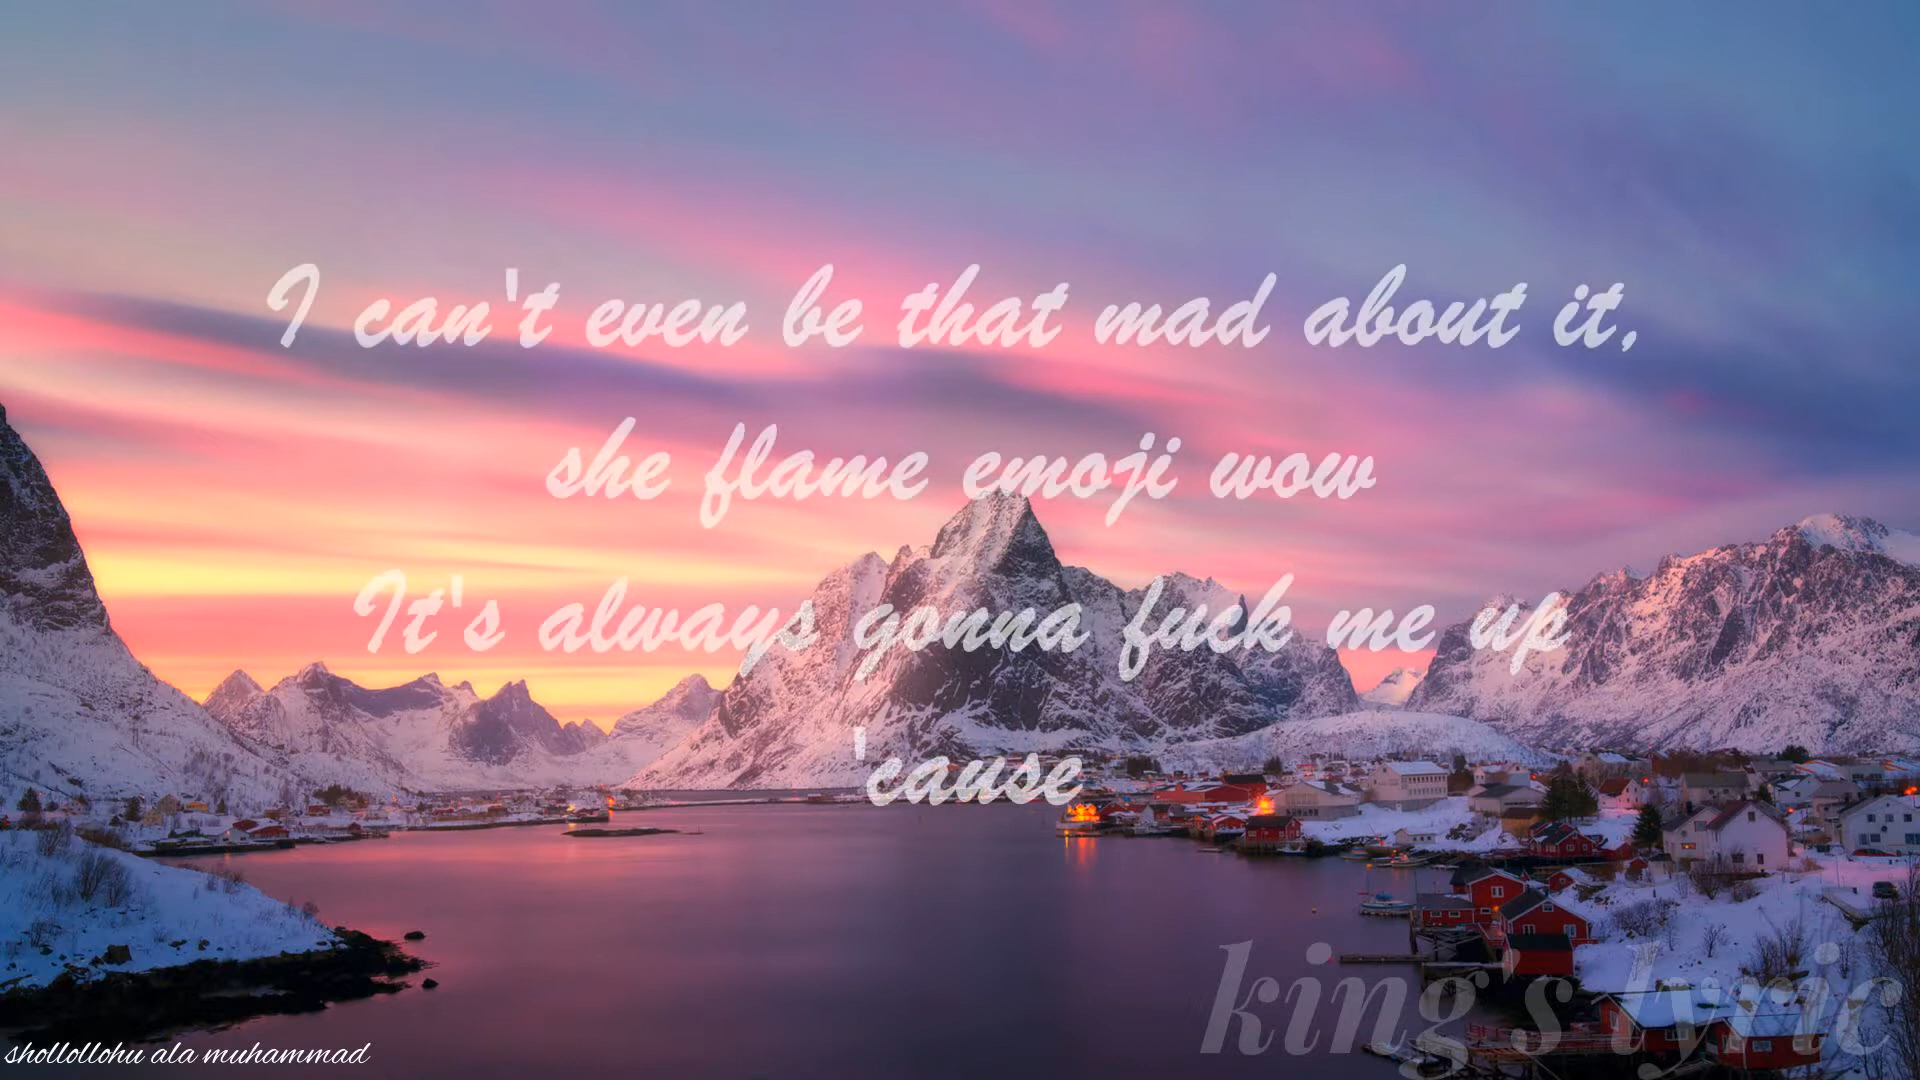 I can't even be that mad about it,
she flame emoji wow
It's always gonna fuck me up
'cause
king's lyric
shollollohu ala muhammad